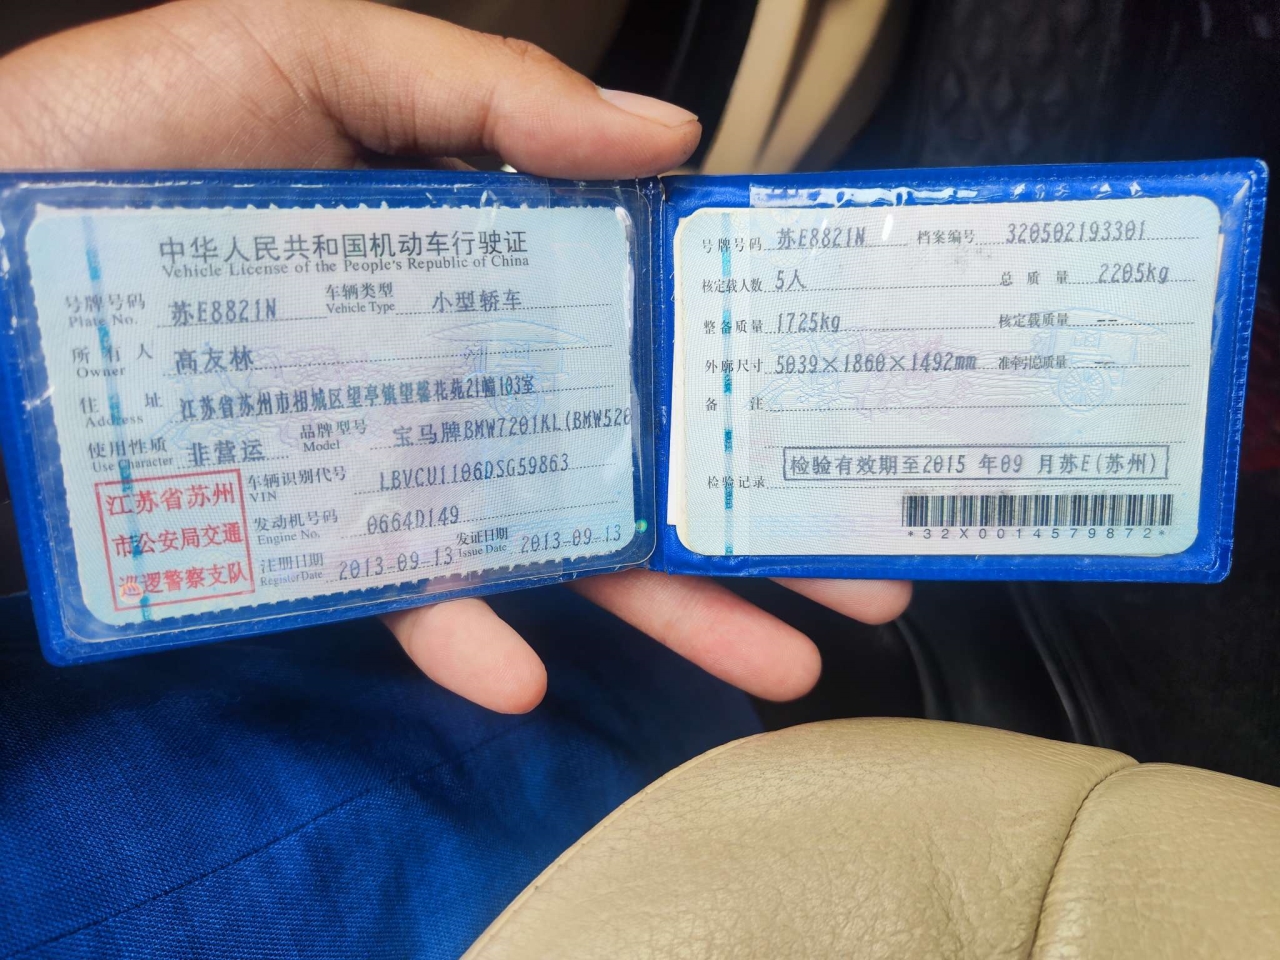 中华人民共和国机动车行驶证
Vehicle License of the People's Republic of China
号牌号码 Plate No. 苏E8821N 车辆类型 Vehicle Type 小型轿车
所有人 Owner 高友林
住址 Address 江苏省苏州市相城区望亭镇望馨花苑21幢103室
使用性质 Use Character 非营运 品牌型号 Model 宝马牌BMW7201KL(BMW520
江苏省苏州
市公安局交通
巡逻警察支队
车辆识别代号 VIN LBVCU1106DSG59863
发动机号码 Engine No. 0664D149
注册日期 Register Date 2013-09-13 发证日期 Issue Date 2013-09-13
号牌号码 苏E8821N 档案编号 320502193301
核定载人数 5人 总质量 2205kg
整备质量 1725kg 核定载质量 --
外廓尺寸 5039×1860×1492mm 准牵引总质量 --
备注
检验记录 检验有效期至2015 年09 月苏E(苏州)
*32X0014579872*